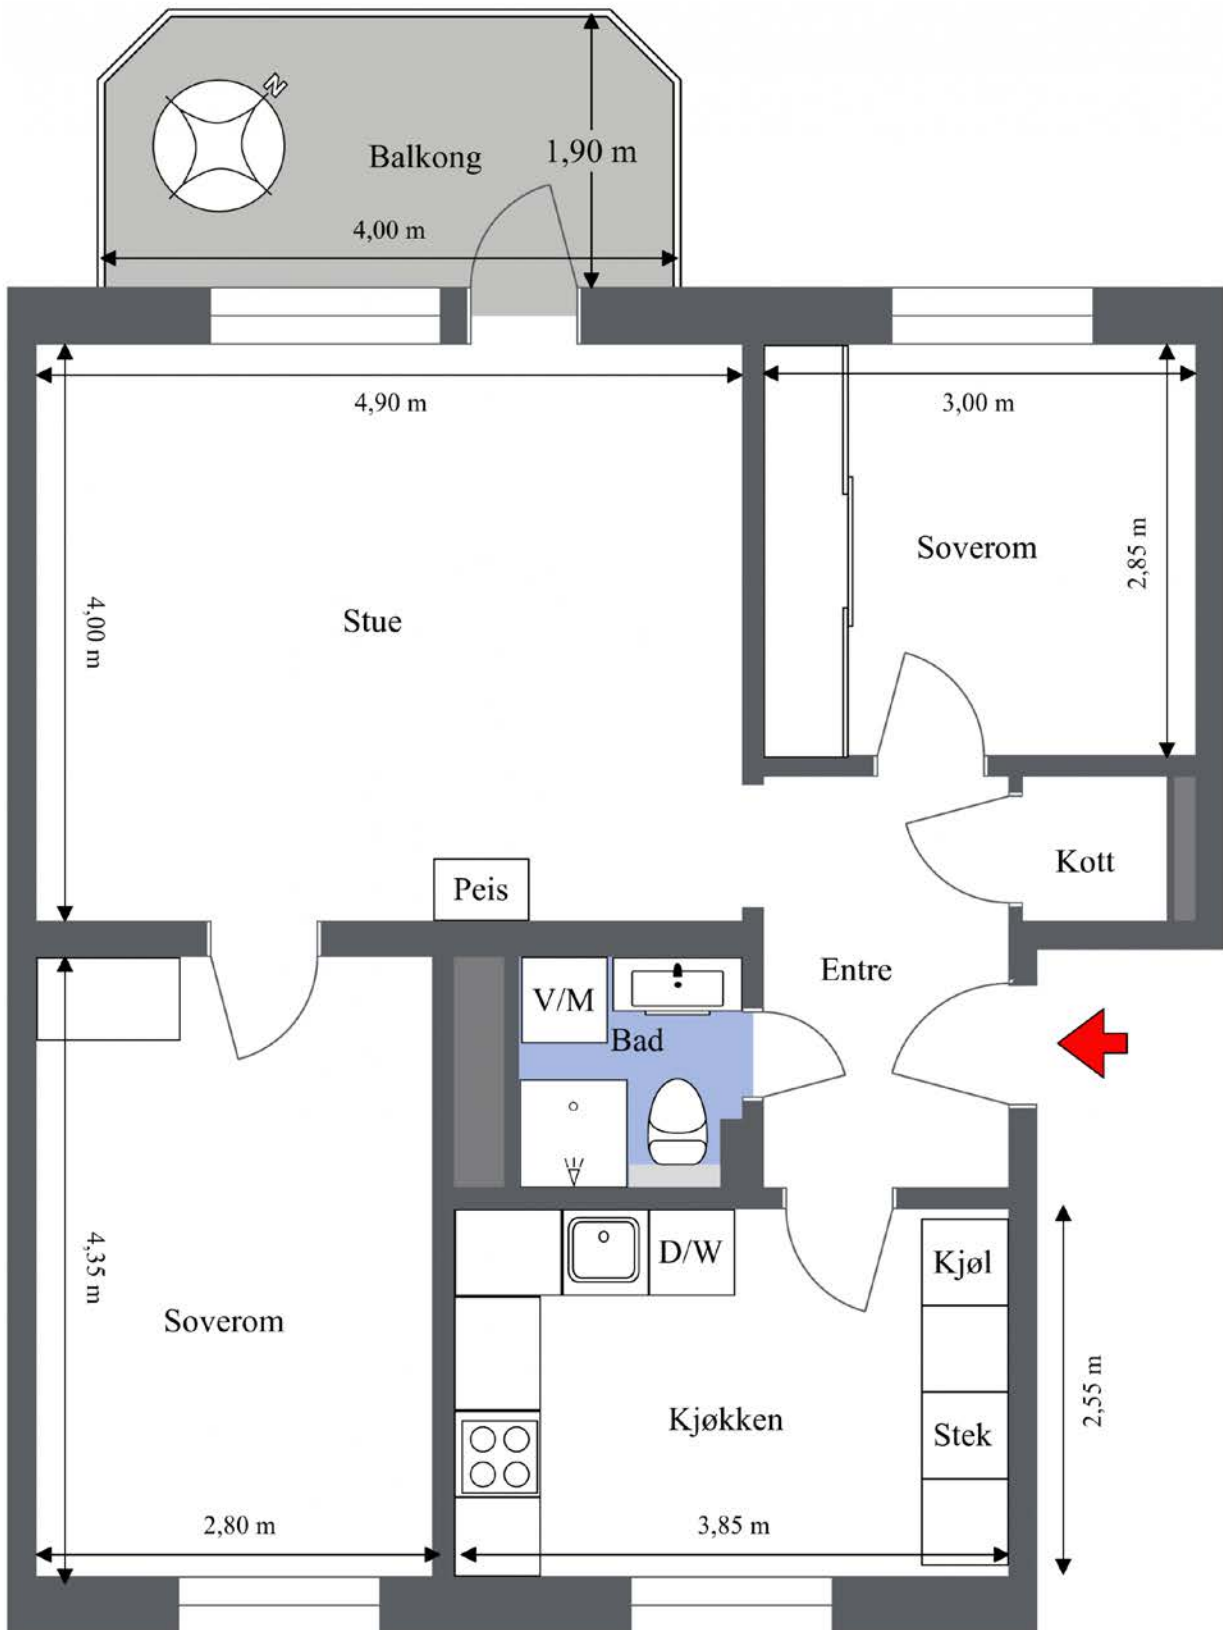 N
Balkong
1,90 m
4,00 m
4,90 m
3,00 m
Soverom
2,85 m
4,00 m
Stue
Peis
Kott
Entre
V/M
Bad
D/W
Kjøl
4,35 m
Soverom
2,55 m
Kjøkken
Stek
2,80 m
3,85 m